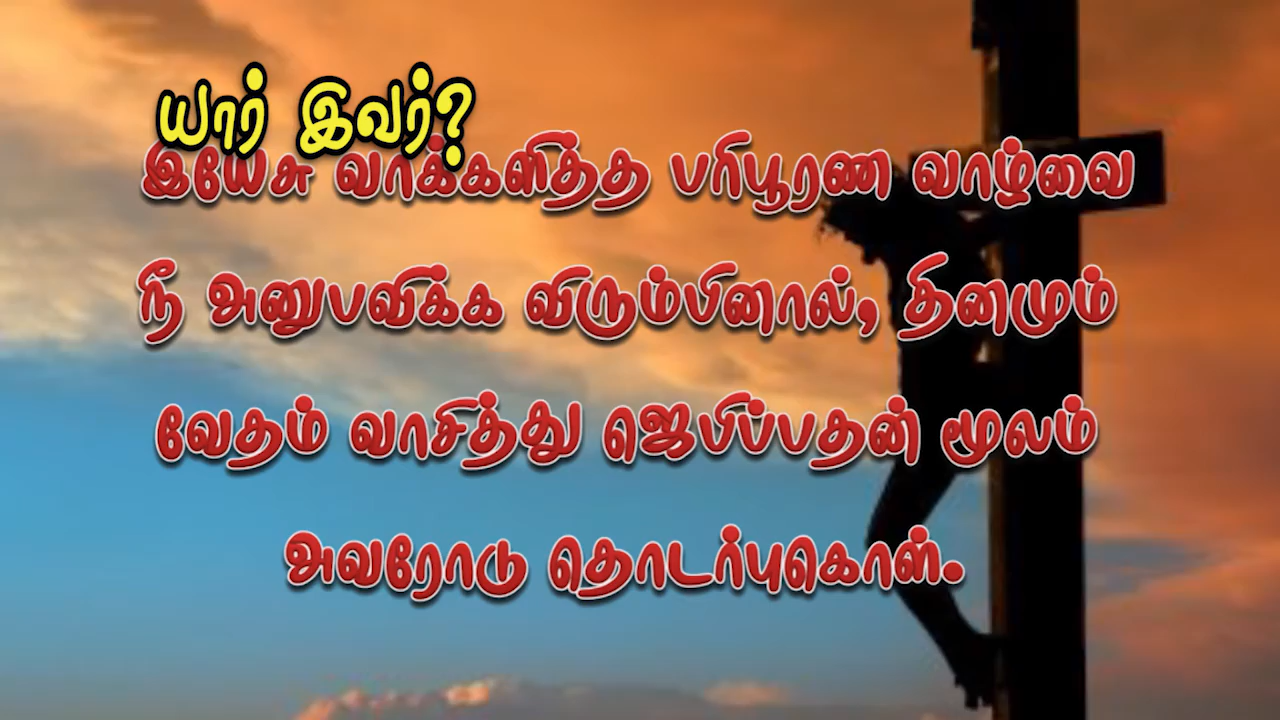 யார் இவர்?
இயேசு வாக்களித்த பரிபூரண வாழ்வை
நீ அனுபவிக்க விரும்பினால், தினமும்
வேதம் வாசித்து ஜெபிப்பதன் மூலம்
அவரோடு தொடர்புகொள்.